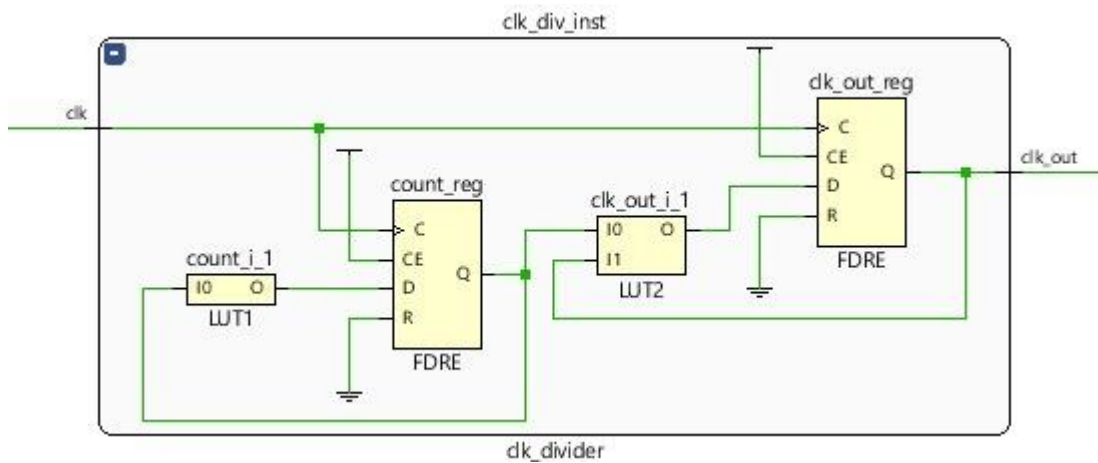 clk_div_inst
clk
clk_out_reg
C
CE
D
R
Q
FDRE
clk_out
count_reg
C
CE
D
R
Q
FDRE
clk_out_i_1
I0
I1
O
LUT2
count_i_1
I0
O
LUT1
clk_divider